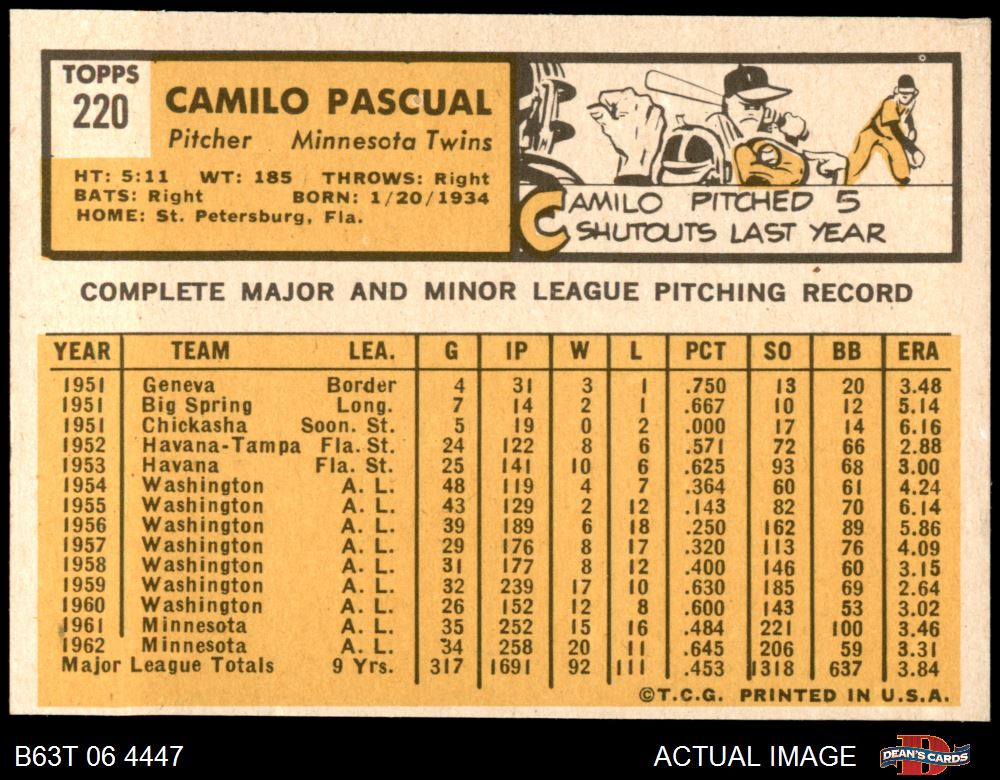 TOPPS
220
CAMILO PASCUAL
Pitcher Minnesota Twins
HT: 5:11 WT: 185 THROWS: Right
BATS: Right BORN: 1/20/1934
HOME: St. Petersburg, Fla.
CAMILO PITCHED 5
SHUTOUTS LAST YEAR
COMPLETE MAJOR AND MINOR LEAGUE PITCHING RECORD
YEAR TEAM LEA. G IP W L PCT SO BB ERA
1951 Geneva Border 4 31 3 1 .750 13 20 3.48
1951 Big Spring Long. 7 14 2 1 .667 10 12 5.14
1951 Chickasha Soon. St. 5 19 0 2 .000 17 14 6.16
1952 Havana-Tampa Fla. St. 24 122 8 6 .571 72 66 2.88
1953 Havana Fla. St. 25 141 10 6 .625 93 68 3.00
1954 Washington A. L. 48 119 4 7 .364 60 61 4.24
1955 Washington A. L. 43 129 2 12 .143 82 70 6.14
1956 Washington A. L. 39 189 6 18 .250 162 89 5.86
1957 Washington A. L. 29 176 8 17 .320 113 76 4.09
1958 Washington A. L. 31 177 8 12 .400 146 60 3.15
1959 Washington A. L. 32 239 17 10 .630 185 69 2.64
1960 Washington A. L. 26 152 12 8 .600 143 53 3.02
1961 Minnesota A. L. 35 252 15 16 .484 221 100 3.46
1962 Minnesota A. L. 34 258 20 11 .645 206 59 3.31
Major League Totals 9 Yrs. 317 1691 92 111 .453 1318 637 3.84
©T.C.G. PRINTED IN U.S.A.
B63T 06 4447 ACTUAL IMAGE DEAN'S CARDS